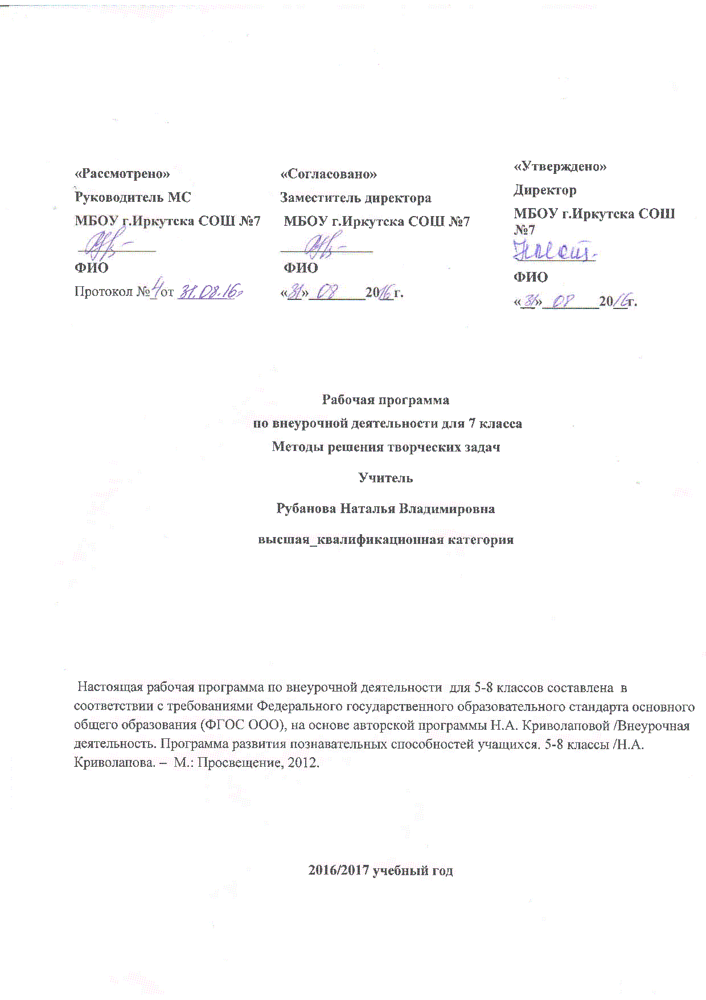 «Рассмотрено»
Руководитель МС
МБОУ г.Иркутска СОШ №7
ФИО
Протокол № 4 от 31.08.16г
«Согласовано»
Заместитель директора
МБОУ г.Иркутска СОШ №7
ФИО
«31» 08 2016г.
«Утверждено»
Директор
МБОУ г.Иркутска СОШ
№7
ФИО
«31» 08 2016г.
Рабочая программа
по внеурочной деятельности для 7 класса
Методы решения творческих задач
Учитель
Рубанова Наталья Владимировна
высшая_квалификационная категория
Настоящая рабочая программа по внеурочной деятельности для 5-8 классов составлена в
соответствии с требованиями Федерального государственного образовательного стандарта основного
общего образования (ФГОС ООО), на основе авторской программы Н.А. Криволаповой /Внеурочная
деятельность. Программа развития познавательных способностей учащихся. 5-8 классы /Н.А.
Криволапова. – М.: Просвещение, 2012.
2016/2017 учебный год